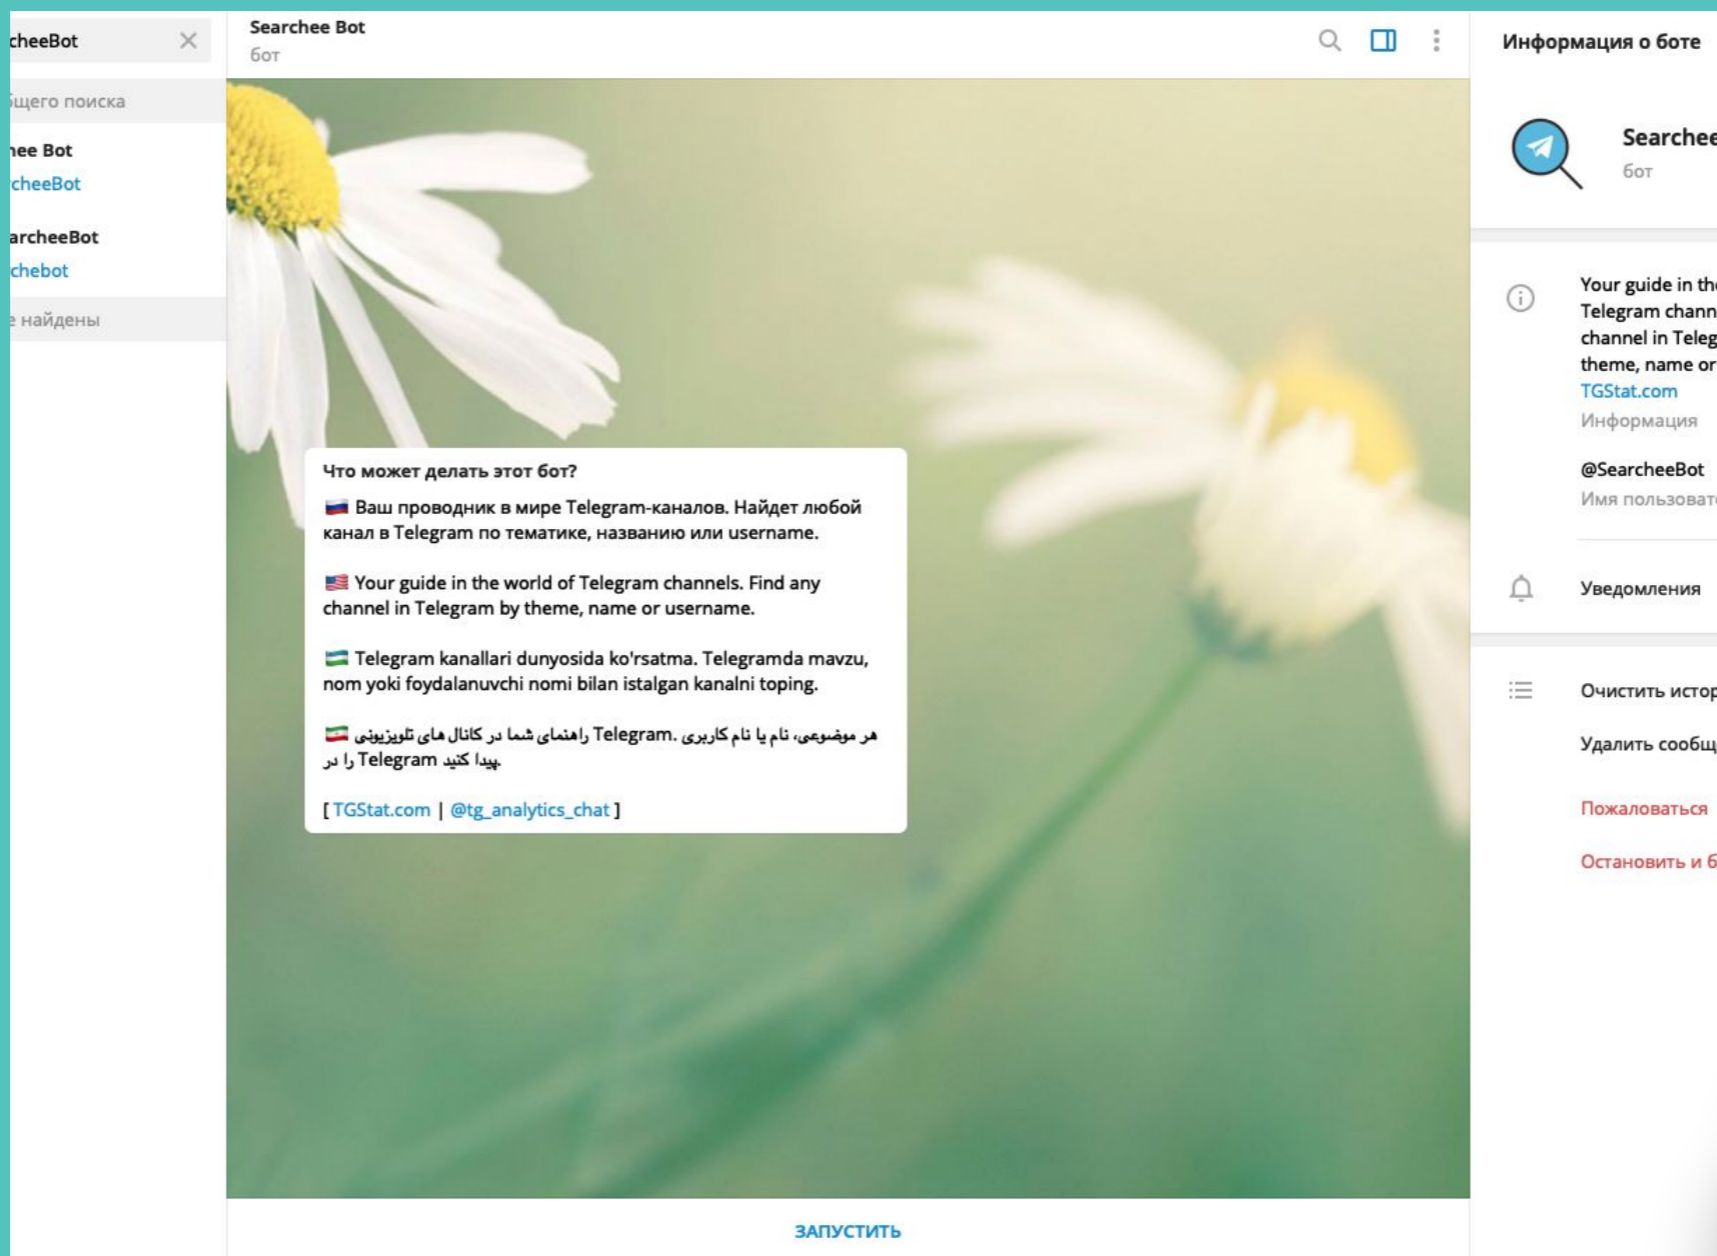 cheeBot
бщего поиска
hee Bot
cheeBot
archeeBot
chebot
е найдены
Searchee Bot
бот
Что может делать этот бот?
🇷🇺 Ваш проводник в мире Telegram-каналов. Найдет любой
канал в Telegram по тематике, названию или username.
🇺🇸 Your guide in the world of Telegram channels. Find any
channel in Telegram by theme, name or username.
🇺🇿 Telegram kanallari dunyosida ko'rsatma. Telegramda mavzu,
nom yoki foydalanuvchi nomi bilan istalgan kanalni toping.
🇮🇷 راهنمای شما در کانال های تلویزیونی Telegram. هر موضوعی، نام یا نام کاربری
را در Telegram پیدا کنید.
[ TGStat.com | @tg_analytics_chat ]
ЗАПУСТИТЬ
Информация о боте
Searchee
бот
Your guide in the
Telegram chann
channel in Teleg
theme, name or
TGStat.com
Информация
@SearcheeBot
Имя пользоват
Уведомления
Очистить истор
Удалить сообщ
Пожаловаться
Остановить и б